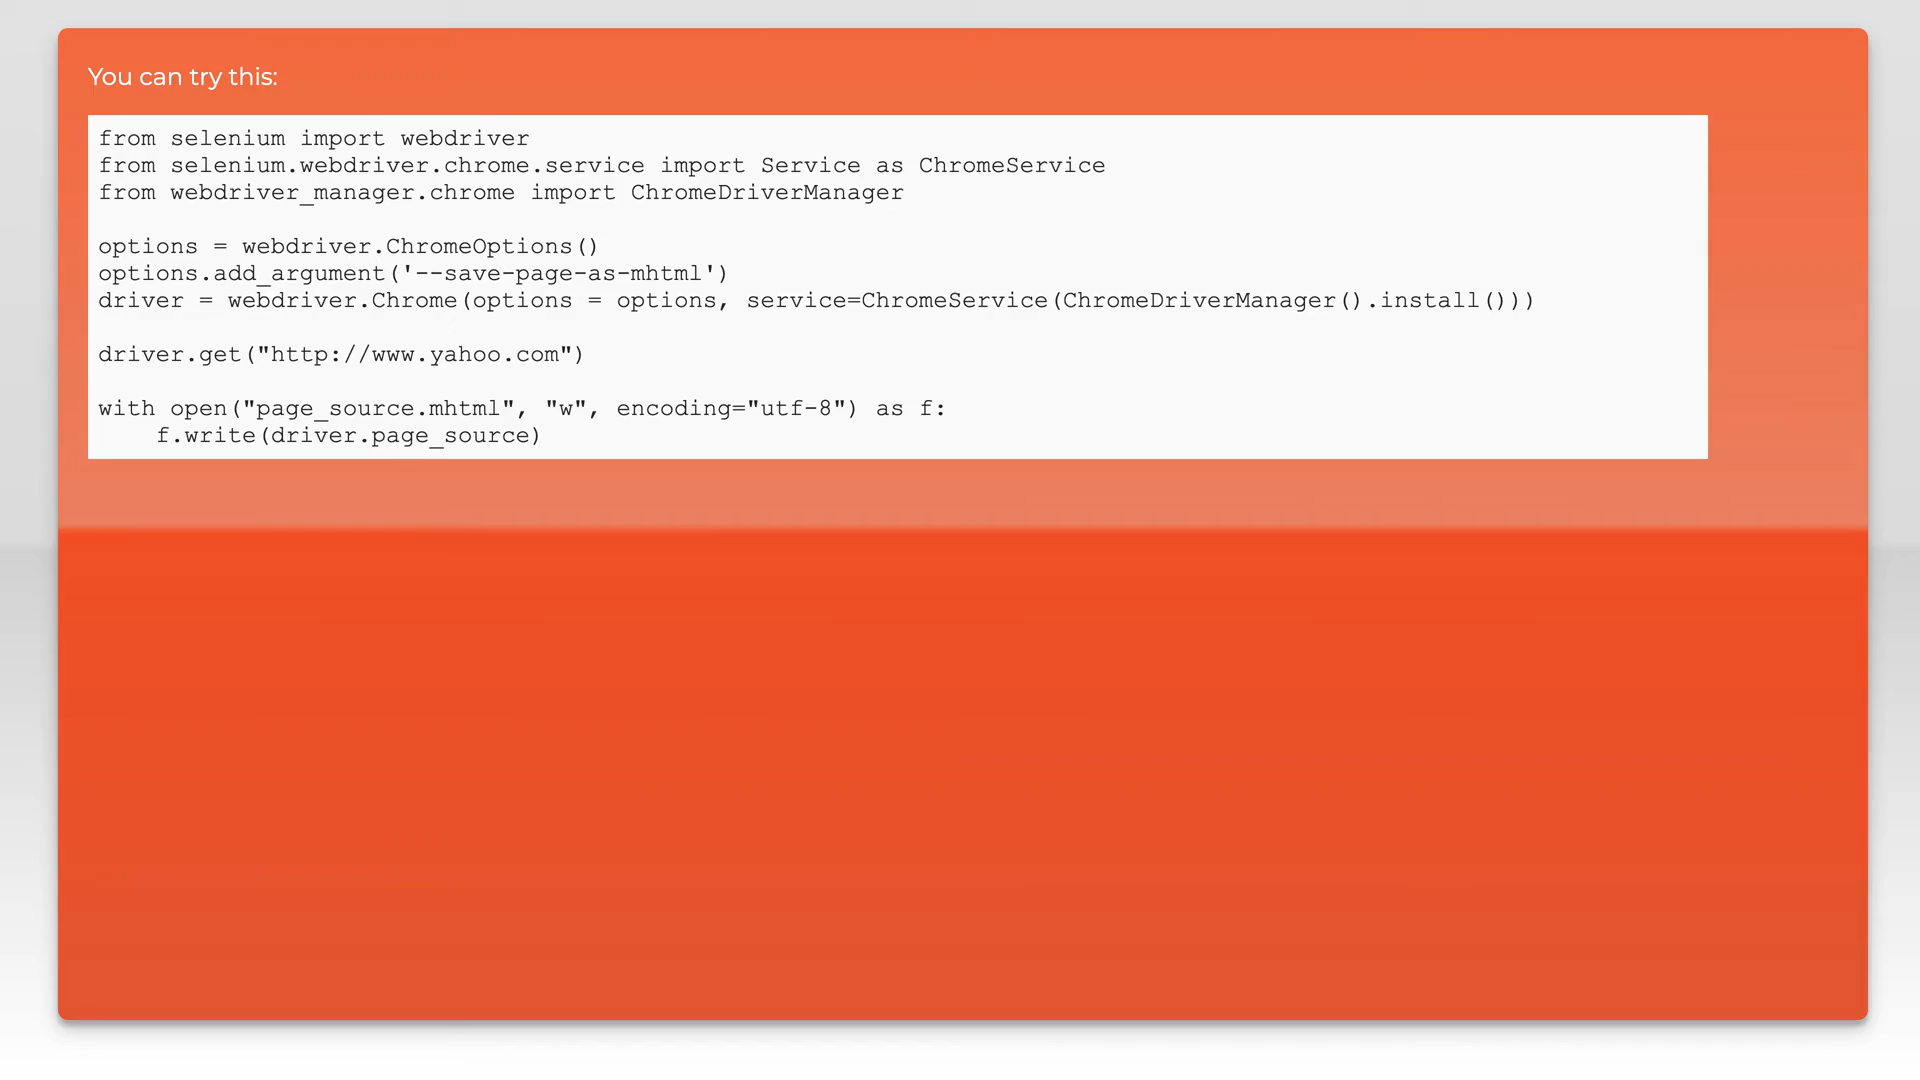 You can try this:
from selenium import webdriver
from selenium.webdriver.chrome.service import Service as ChromeService
from webdriver_manager.chrome import ChromeDriverManager
options = webdriver.ChromeOptions()
options.add_argument('--save-page-as-mhtml')
driver = webdriver.Chrome(options = options, service=ChromeService(ChromeDriverManager().install()))
driver.get("http://www.yahoo.com")
with open("page_source.mhtml", "w", encoding="utf-8") as f:
    f.write(driver.page_source)